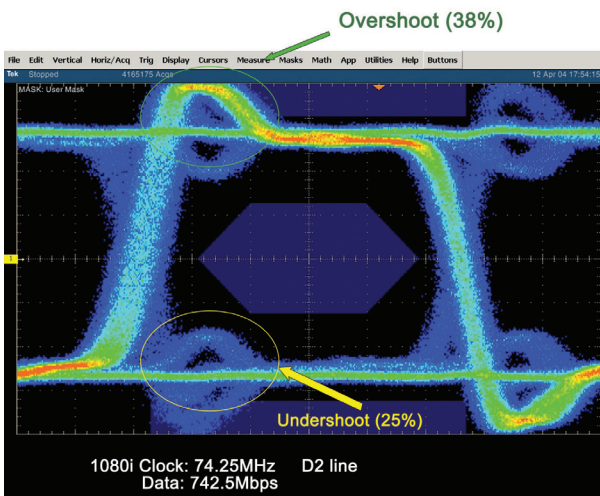 Overshoot (38%)
File Edit Vertical Horiz/Acq Trig Display Cursors Measure Masks Math App Utilities Help Buttons
Tek Stopped 4165175 Acqs 12 Apr 04 17:54:15
MASK: User Mask
1
Undershoot (25%)
1080i Clock: 74.25MHz D2 line
Data: 742.5Mbps